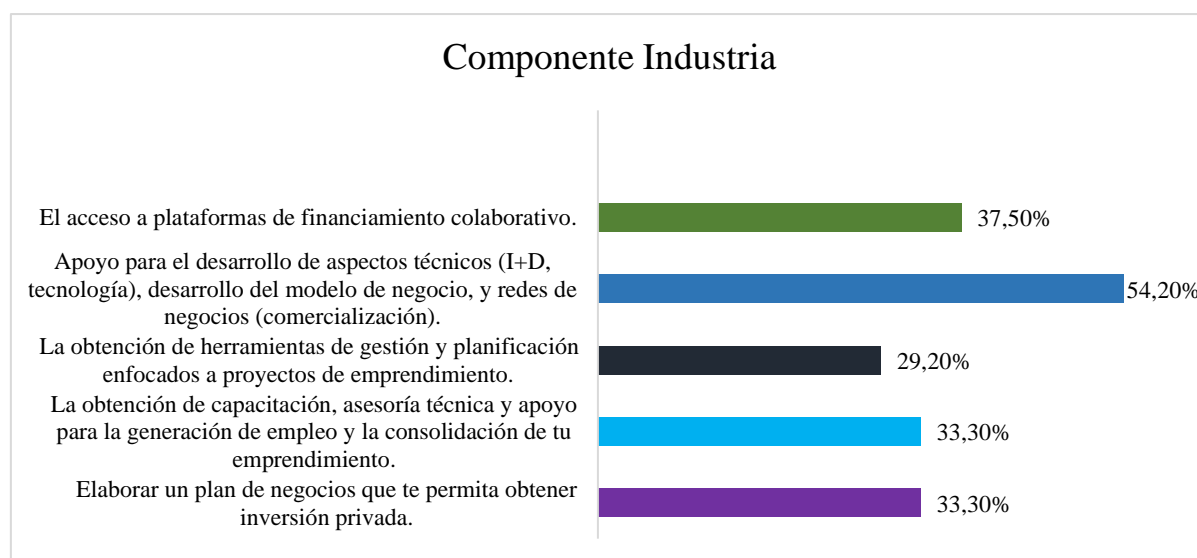 Componente Industria
El acceso a plataformas de financiamiento colaborativo.
37,50%
Apoyo para el desarrollo de aspectos técnicos (I+D,
tecnología), desarrollo del modelo de negocio, y redes de
negocios (comercialización).
54,20%
La obtención de herramientas de gestión y planificación
enfocados a proyectos de emprendimiento.
29,20%
La obtención de capacitación, asesoría técnica y apoyo
para la generación de empleo y la consolidación de tu
emprendimiento.
33,30%
Elaborar un plan de negocios que te permita obtener
inversión privada.
33,30%